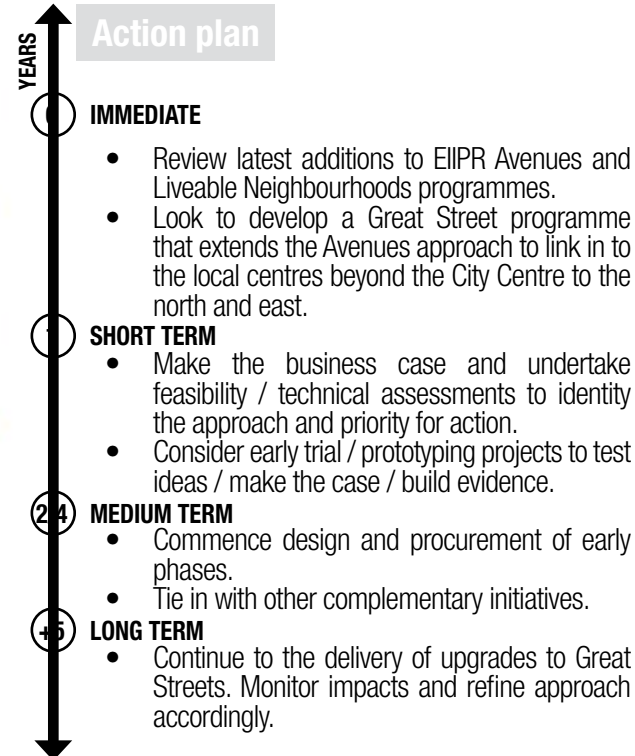 Action plan
YEARS
IMMEDIATE
• Review latest additions to EIIPR Avenues and
Liveable Neighbourhoods programmes.
• Look to develop a Great Street programme
that extends the Avenues approach to link in to
the local centres beyond the City Centre to the
north and east.
SHORT TERM
• Make the business case and undertake
feasibility / technical assessments to identity
the approach and priority for action.
• Consider early trial / prototyping projects to test
ideas / make the case / build evidence.
MEDIUM TERM
• Commence design and procurement of early
phases.
• Tie in with other complementary initiatives.
+5 LONG TERM
• Continue to the delivery of upgrades to Great
Streets. Monitor impacts and refine approach
accordingly.